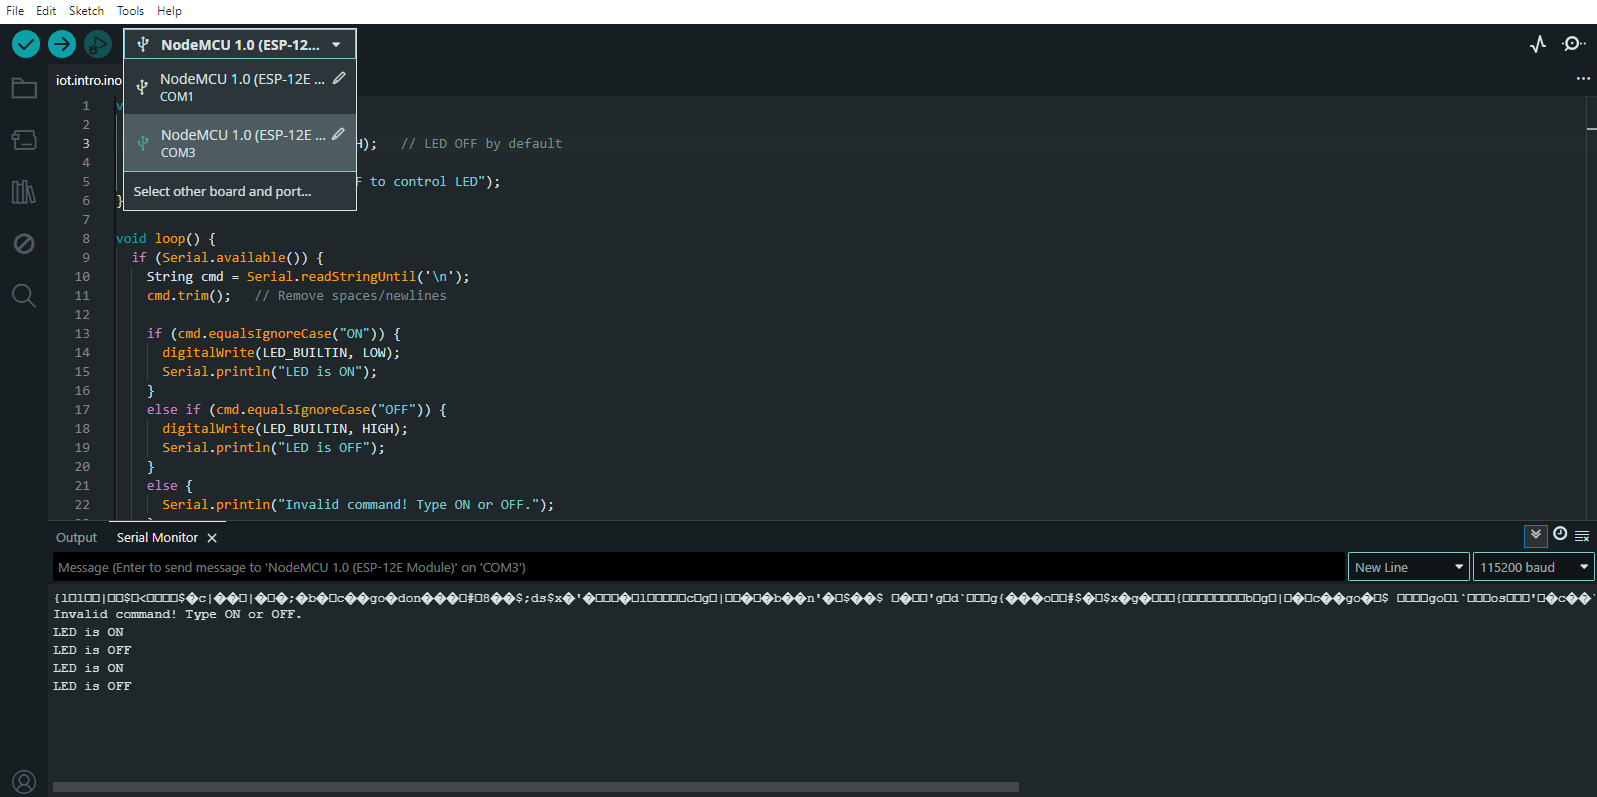 File Edit Sketch Tools Help
NodeMCU 1.0 (ESP-12...
NodeMCU 1.0 (ESP-12E ...
COM1
NodeMCU 1.0 (ESP-12E ...
COM3
Select other board and port...
iot.intro.ino
1 v
2
3 H); // LED OFF by default
4
5 F to control LED");
6 }
7
8 void loop() {
9 if (Serial.available()) {
10 String cmd = Serial.readStringUntil('\n');
11 cmd.trim(); // Remove spaces/newlines
12
13 if (cmd.equalsIgnoreCase("ON")) {
14 digitalWrite(LED_BUILTIN, LOW);
15 Serial.println("LED is ON");
16 }
17 else if (cmd.equalsIgnoreCase("OFF")) {
18 digitalWrite(LED_BUILTIN, HIGH);
19 Serial.println("LED is OFF");
20 }
21 else {
22 Serial.println("Invalid command! Type ON or OFF.");
Output Serial Monitor
Message (Enter to send message to 'NodeMCU 1.0 (ESP-12E Module)' on 'COM3')
New Line 115200 baud
Invalid command! Type ON or OFF.
LED is ON
LED is OFF
LED is ON
LED is OFF